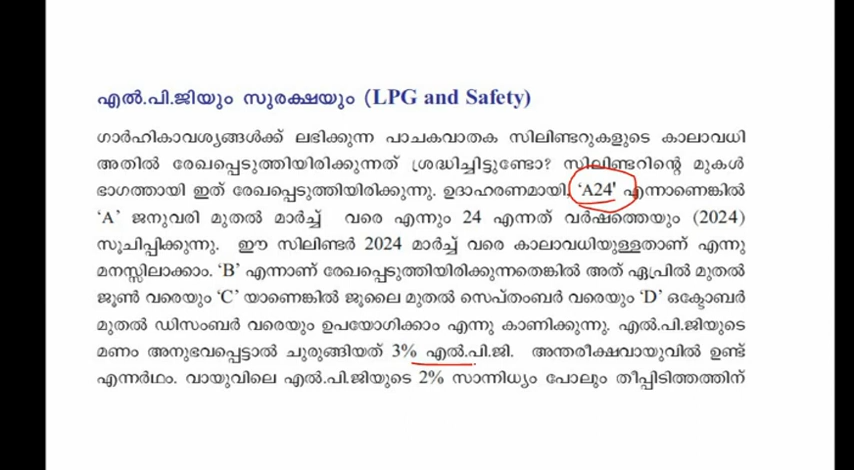 എൽ.പി.ജിയും സുരക്ഷയും (LPG and Safety)
ഗാർഹികാവശ്യങ്ങൾക്ക് ലഭിക്കുന്ന പാചകവാതക സിലിണ്ടറുകളുടെ കാലാവധി
അതിൽ രേഖപ്പെടുത്തിയിരിക്കുന്നത് ശ്രദ്ധിച്ചിട്ടുണ്ടോ? സിലിണ്ടറിന്റെ മുകൾ
ഭാഗത്തായി ഇത് രേഖപ്പെടുത്തിയിരിക്കുന്നു. ഉദാഹരണമായി, 'A24' എന്നാണെങ്കിൽ
'A' ജനുവരി മുതൽ മാർച്ച് വരെ എന്നും 24 എന്നത് വർഷത്തെയും (2024)
സൂചിപ്പിക്കുന്നു. ഈ സിലിണ്ടർ 2024 മാർച്ച് വരെ കാലാവധിയുള്ളതാണ് എന്നു
മനസ്സിലാക്കാം. 'B' എന്നാണ് രേഖപ്പെടുത്തിയിരിക്കുന്നതെങ്കിൽ അത് ഏപ്രിൽ മുതൽ
ജൂൺ വരെയും 'C' യാണെങ്കിൽ ജൂലൈ മുതൽ സെപ്തംബർ വരെയും 'D' ഒക്ടോബർ
മുതൽ ഡിസംബർ വരെയും ഉപയോഗിക്കാം എന്നു കാണിക്കുന്നു. എൽ.പി.ജിയുടെ
മണം അനുഭവപ്പെട്ടാൽ ചുരുങ്ങിയത് 3% എൽ.പി.ജി. അന്തരീക്ഷവായുവിൽ ഉണ്ട്
എന്നർഥം. വായുവിലെ എൽ.പി.ജിയുടെ 2% സാന്നിധ്യം പോലും തീപ്പിടിത്തത്തിന്